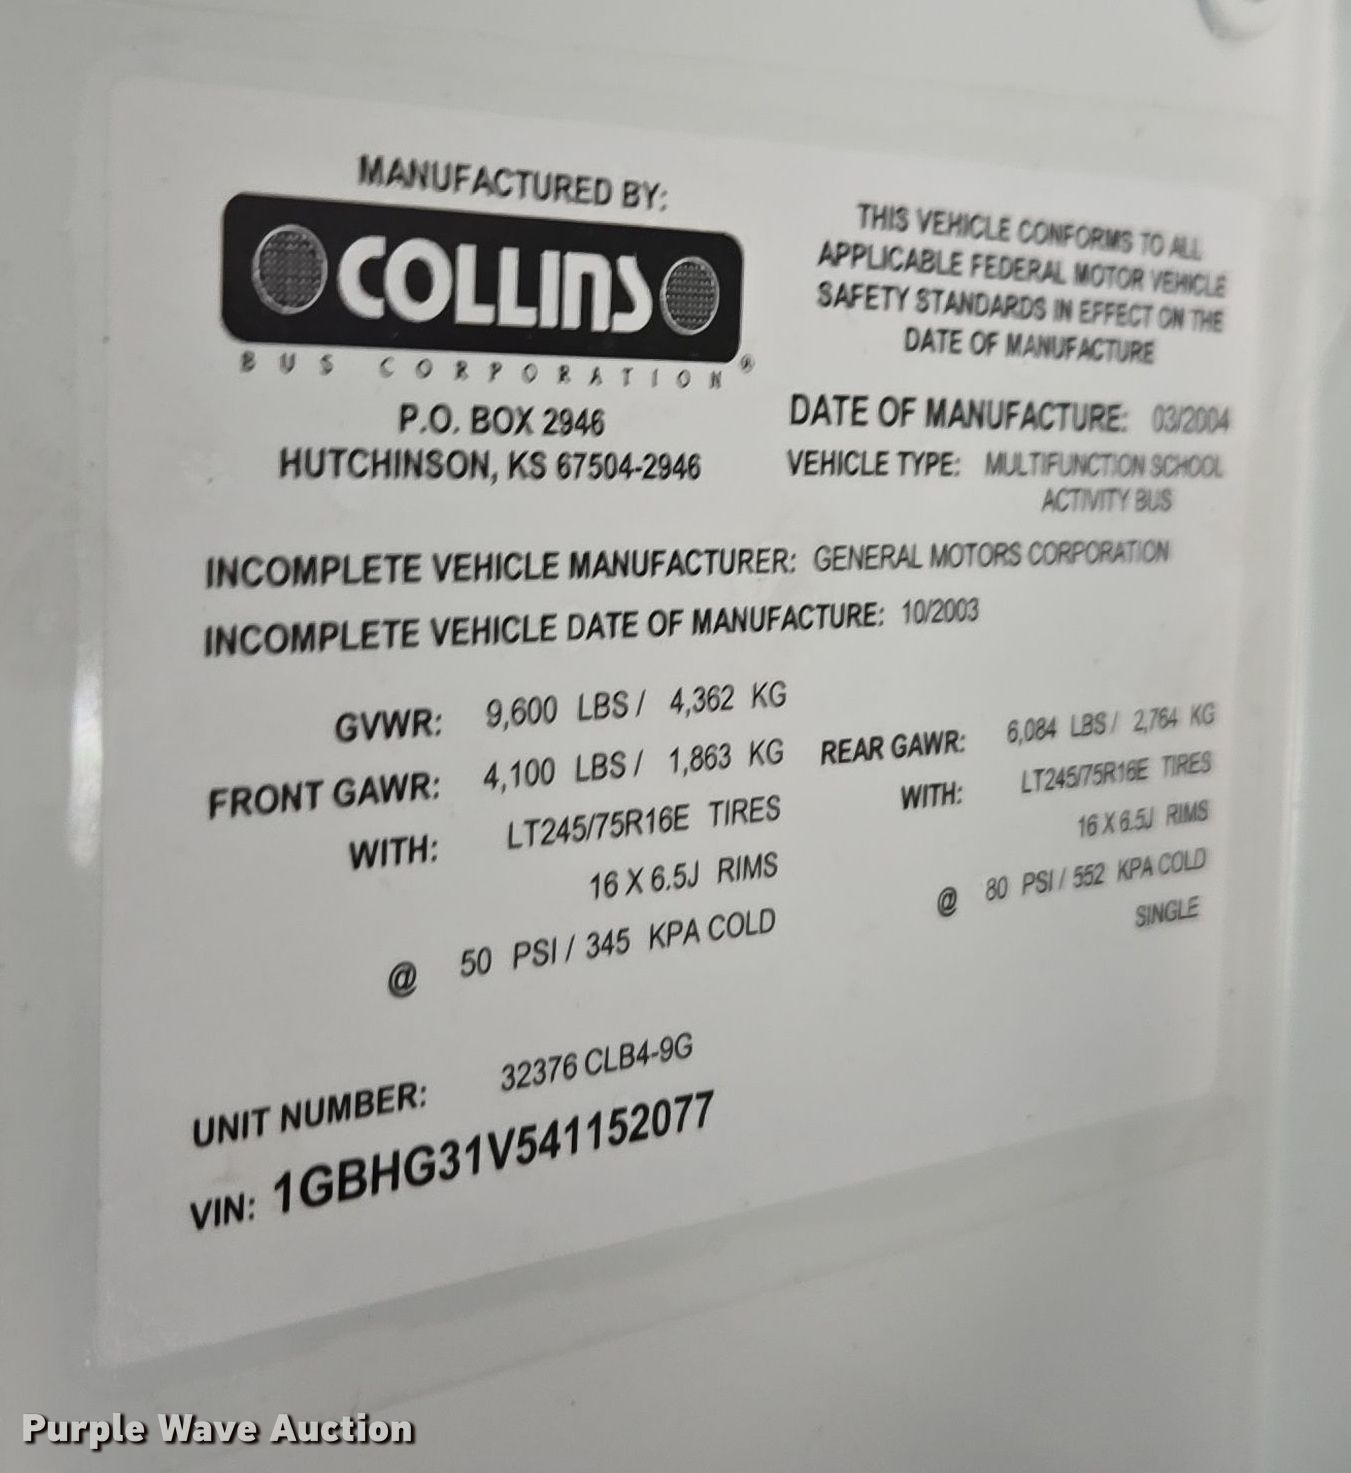 MANUFACTURED BY:
COLLINS
BUS CORPORATION®
P.O. BOX 2946
HUTCHINSON, KS 67504-2946
THIS VEHICLE CONFORMS TO ALL
APPLICABLE FEDERAL MOTOR VEHICLE
SAFETY STANDARDS IN EFFECT ON THE
DATE OF MANUFACTURE
DATE OF MANUFACTURE: 03/2004
VEHICLE TYPE: MULTIFUNCTION SCHOOL
ACTIVITY BUS
INCOMPLETE VEHICLE MANUFACTURER: GENERAL MOTORS CORPORATION
INCOMPLETE VEHICLE DATE OF MANUFACTURE: 10/2003
GVWR: 9,600 LBS / 4,362 KG
FRONT GAWR: 4,100 LBS / 1,863 KG
WITH: LT245/75R16E TIRES
16 X 6.5J RIMS
@ 50 PSI / 345 KPA COLD
REAR GAWR: 6,084 LBS / 2,764 KG
WITH: LT245/75R16E TIRES
16 X 6.5J RIMS
@ 80 PSI / 552 KPA COLD
SINGLE
UNIT NUMBER: 32376 CLB4-9G
VIN: 1GBHG31V541152077
Purple Wave Auction